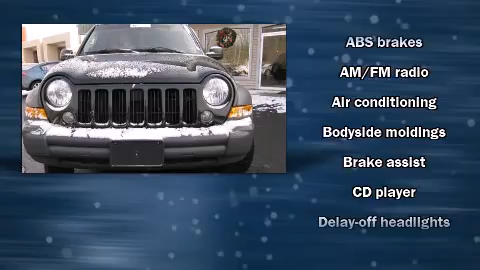 ABS brakes
AM/FM radio
Air conditioning
Bodyside moldings
Brake assist
CD player
Delay-off headlights